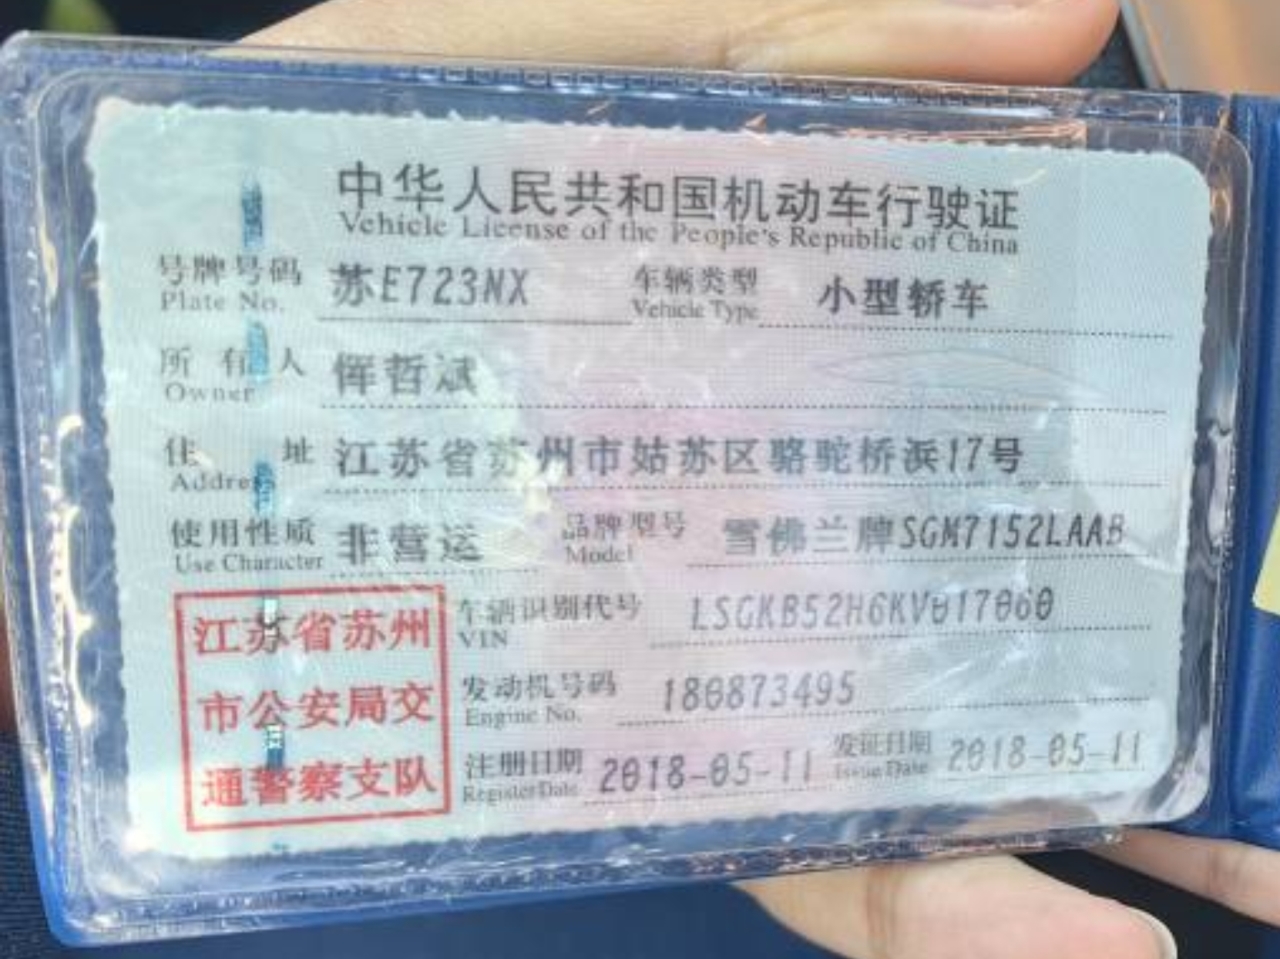 中华人民共和国机动车行驶证
Vehicle License of the People's Republic of China
号牌号码 苏E723NX 车辆类型 小型轿车
Plate No. Vehicle Type
所有人 恽哲斌
Owner
住址 江苏省苏州市姑苏区骆驼桥浜17号
Address
使用性质 非营运 品牌型号 雪佛兰牌SGM7152LAAB
Use Character Model
江苏省苏州
市公安局交
通警察支队
车辆识别代号 LSGKB52H6KV017060
VIN
发动机号码 180873495
Engine No.
注册日期 2018-05-11 发证日期 2018-05-11
Register Date Issue Date